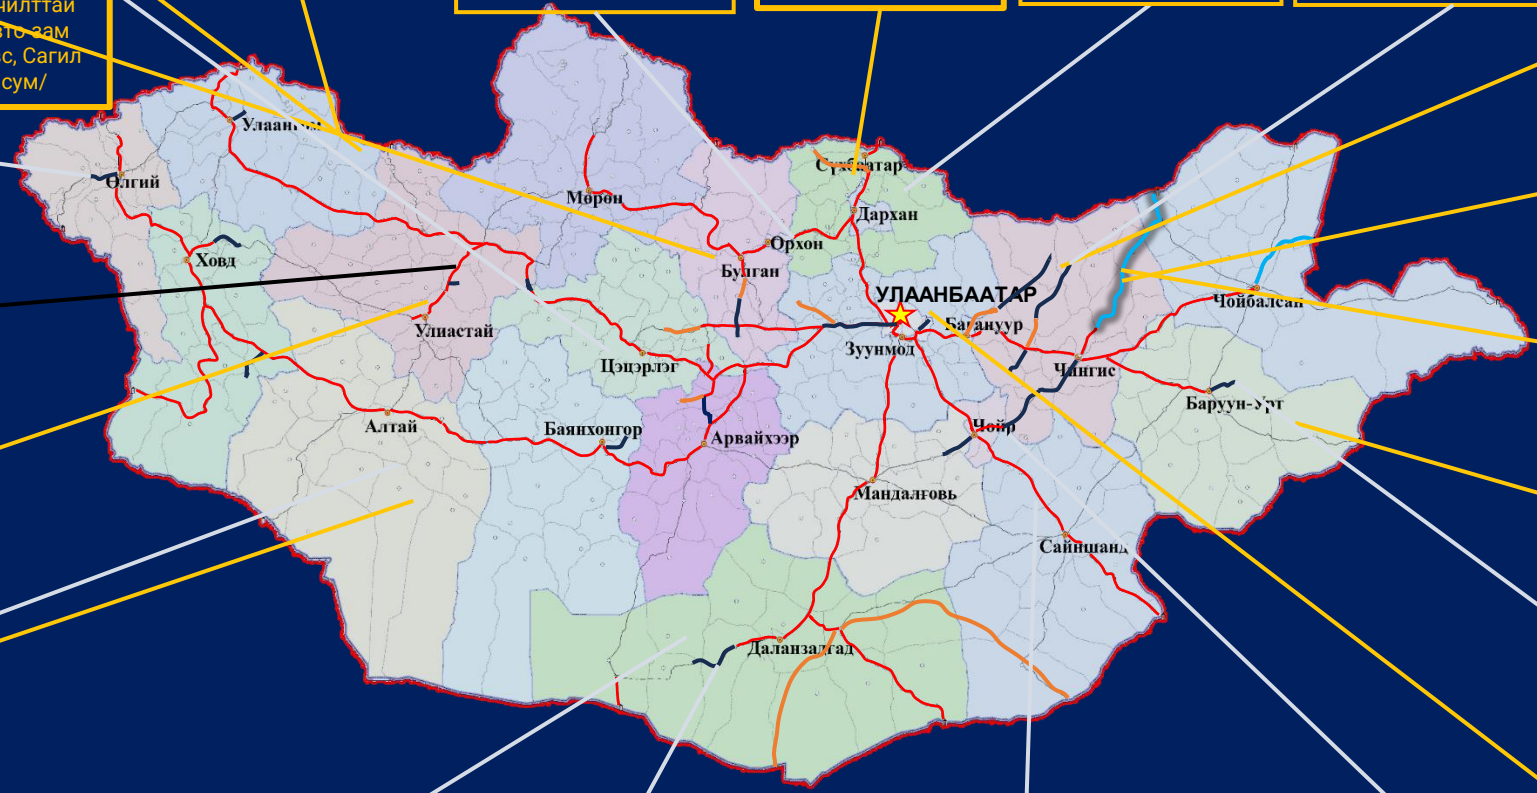 чилттай
вто зам
с, Сагил
сум/
Улаангом
Өлгий
Ховд
Мөрөн
Сүхбаатар
Дархан
Орхон
Булган
УЛААНБААТАР
Багануур
Зуунмод
Чойбалсан
Улиастай
Цэцэрлэг
Чингис
Баруун-Урт
Алтай
Баянхонгор
Арвайхээр
Чойр
Мандалговь
Сайншанд
Даланзадгад